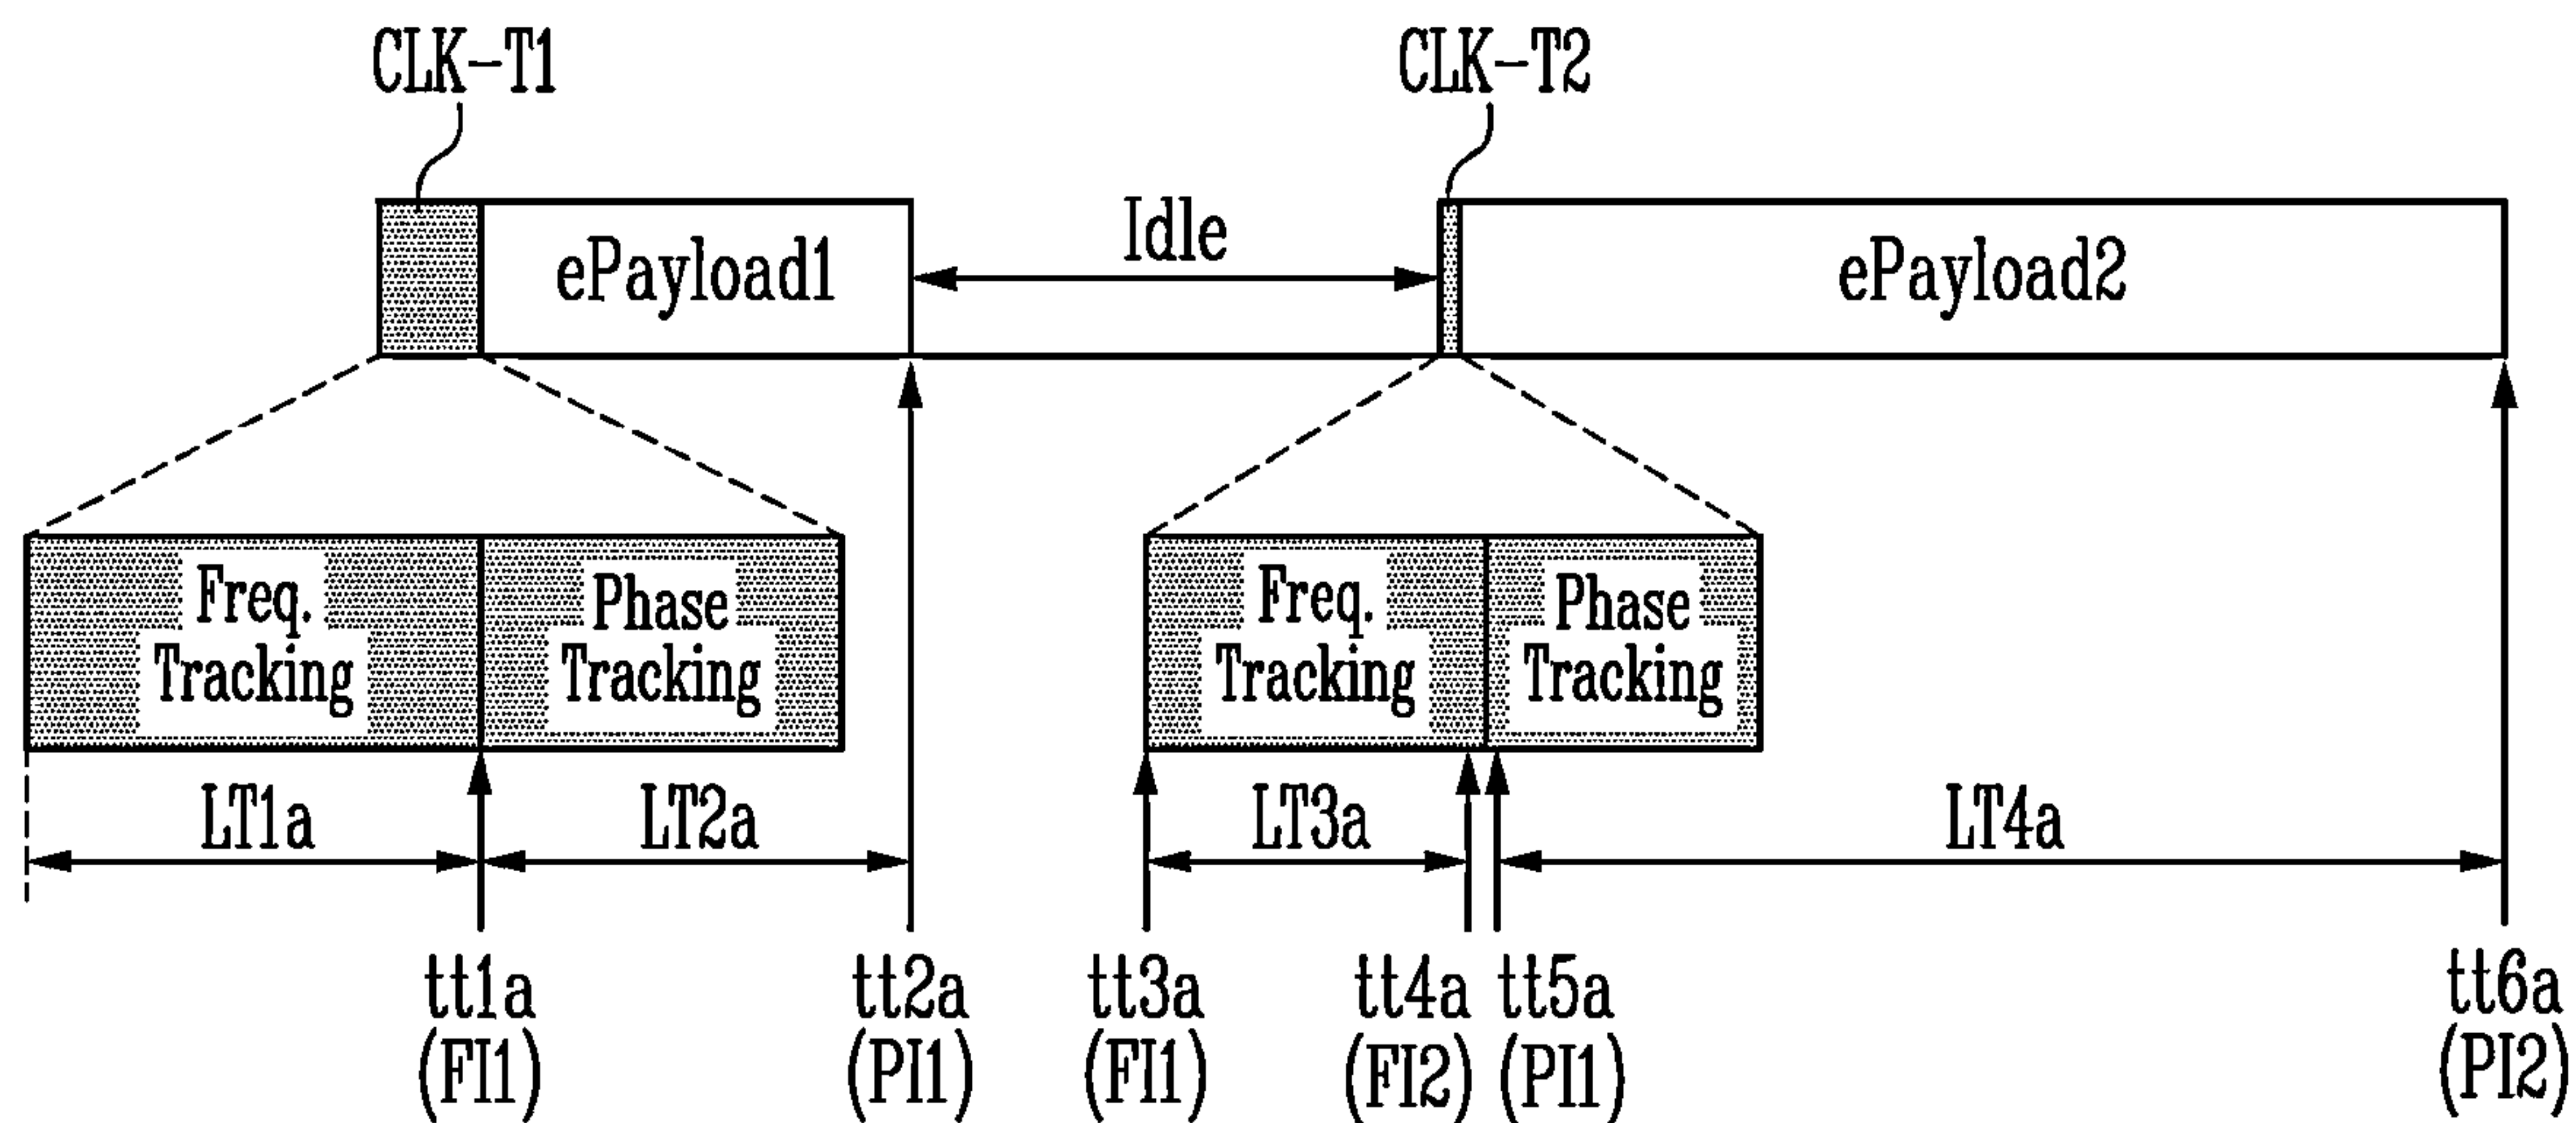 CLK-T1
CLK-T2
ePayload1
Idle
ePayload2
Freq.
Tracking
Phase
Tracking
Freq.
Tracking
Phase
Tracking
LT1a
LT2a
LT3a
LT4a
tt1a
(FI1)
tt2a
(PI1)
tt3a
(FI1)
tt4a
(FI2)
tt5a
(PI1)
tt6a
(PI2)